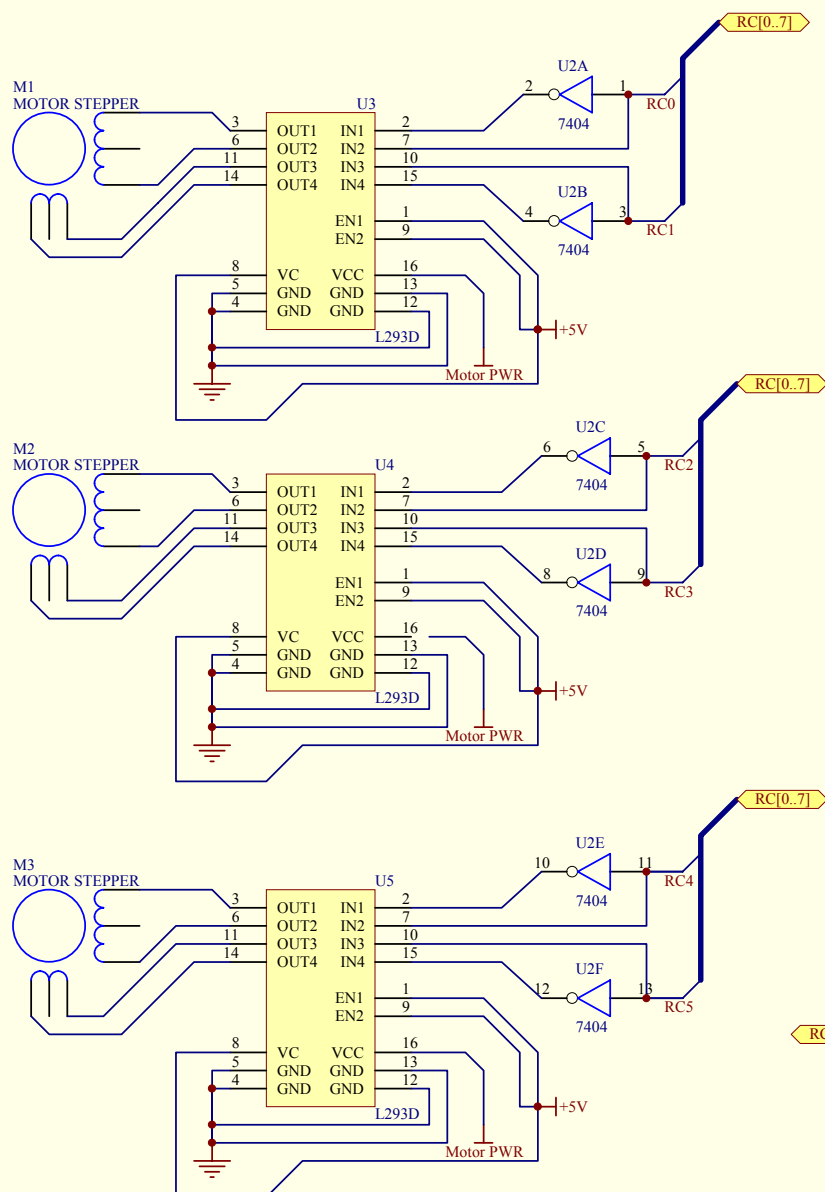 RC[0..7]
M1
MOTOR STEPPER
U3
U2A
2
1
7404
RC0
3 OUT1 IN1 2
6 OUT2 IN2 7
11 OUT3 IN3 10
14 OUT4 IN4 15
U2B
4
3
7404
RC1
EN1 1
EN2 9
8 VC VCC 16
5 GND GND 13
4 GND GND 12
L293D
+5V
Motor PWR
RC[0..7]
M2
MOTOR STEPPER
U4
U2C
6
5
7404
RC2
3 OUT1 IN1 2
6 OUT2 IN2 7
11 OUT3 IN3 10
14 OUT4 IN4 15
U2D
8
9
7404
RC3
EN1 1
EN2 9
8 VC VCC 16
5 GND GND 13
4 GND GND 12
L293D
+5V
Motor PWR
RC[0..7]
M3
MOTOR STEPPER
U5
U2E
10
11
7404
RC4
3 OUT1 IN1 2
6 OUT2 IN2 7
11 OUT3 IN3 10
14 OUT4 IN4 15
U2F
12
13
7404
RC5
EN1 1
EN2 9
RC
8 VC VCC 16
5 GND GND 13
4 GND GND 12
L293D
+5V
Motor PWR